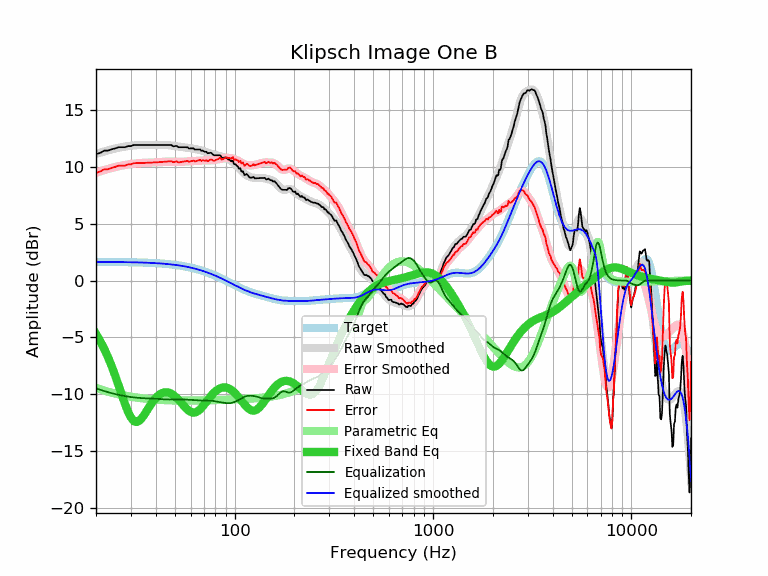 Klipsch Image One B
Amplitude (dBr)
15
10
5
0
−5
−10
−15
−20
Target
Raw Smoothed
Error Smoothed
Raw
Error
Parametric Eq
Fixed Band Eq
Equalization
Equalized smoothed
100
1000
10000
Frequency (Hz)